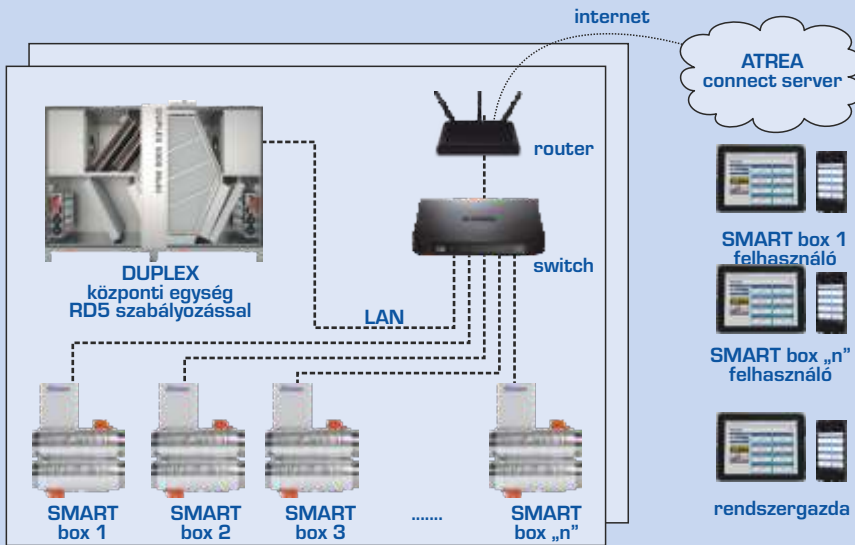 internet
ATREA
connect server
router
switch
DUPLEX
központi egység
RD5 szabályozással
LAN
SMART box 1
felhasználó
SMART box „n”
felhasználó
rendszergazda
SMART
box 1
SMART
box 2
SMART
box 3
.......
SMART
box „n”